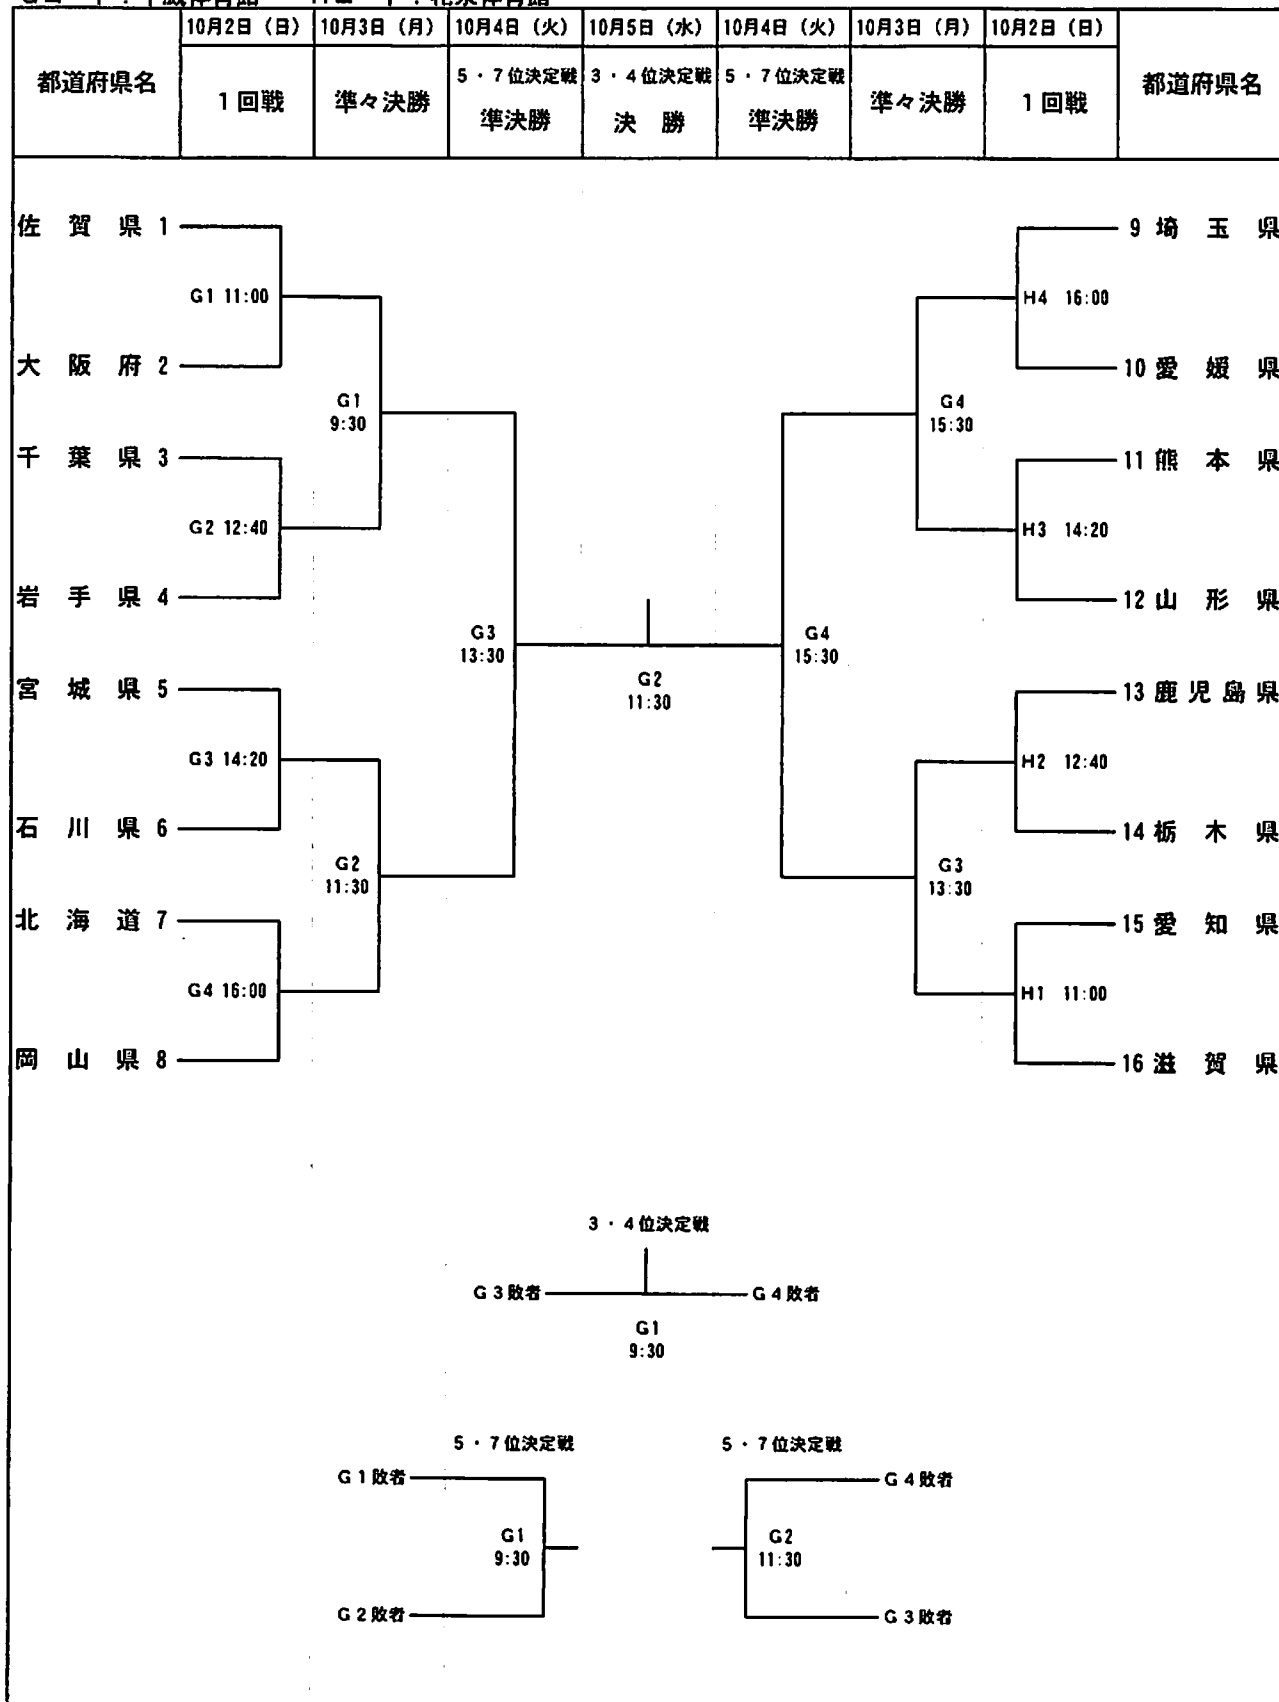 10月2日（日） 10月3日（月） 10月4日（火） 10月5日（水） 10月4日（火） 10月3日（月） 10月2日（日）
都道府県名 1回戦 準々決勝 5・7位決定戦 3・4位決定戦 5・7位決定戦 準々決勝 1回戦 都道府県名
準決勝 決 勝 準決勝
佐 賀 県 1 9 埼 玉 県
G1 11:00 H4 16:00
大 阪 府 2 10 愛 媛 県
G1 G4
9:30 15:30
千 葉 県 3 11 熊 本 県
G2 12:40 H3 14:20
岩 手 県 4 12 山 形 県
G3 G4
13:30 15:30
宮 城 県 5 G2 13 鹿 児 島 県
11:30
G3 14:20 H2 12:40
石 川 県 6 14 栃 木 県
G2 G3
11:30 13:30
北 海 道 7 15 愛 知 県
G4 16:00 H1 11:00
岡 山 県 8 16 滋 賀 県
3・4位決定戦
G3敗者 G4敗者
G1
9:30
5・7位決定戦 5・7位決定戦
G1敗者 G4敗者
G1 G2
9:30 11:30
G2敗者 G3敗者